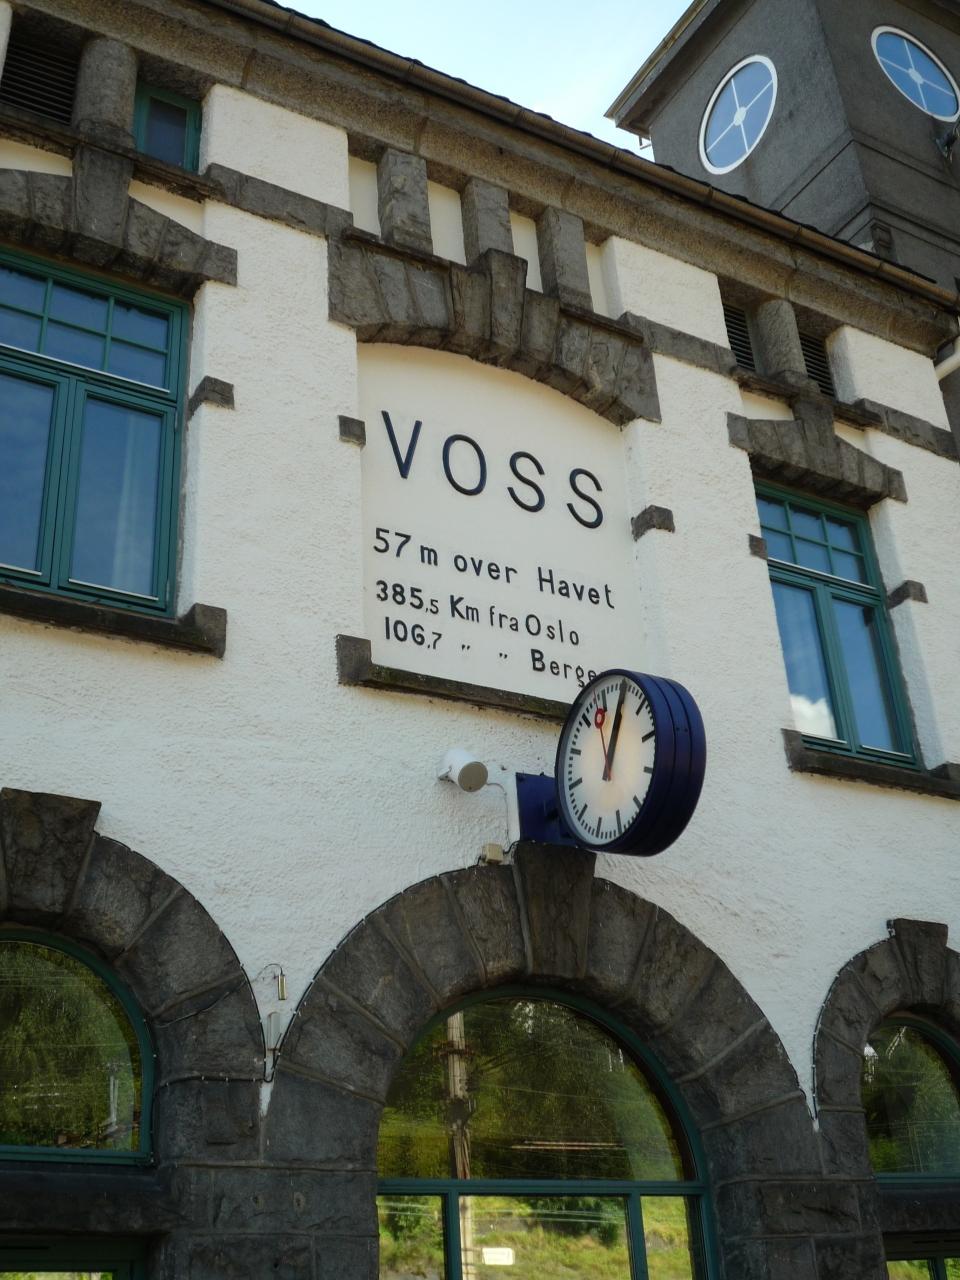 VOSS
57 m over Havet
385,5 Km fra Oslo
106,7 " " Berge